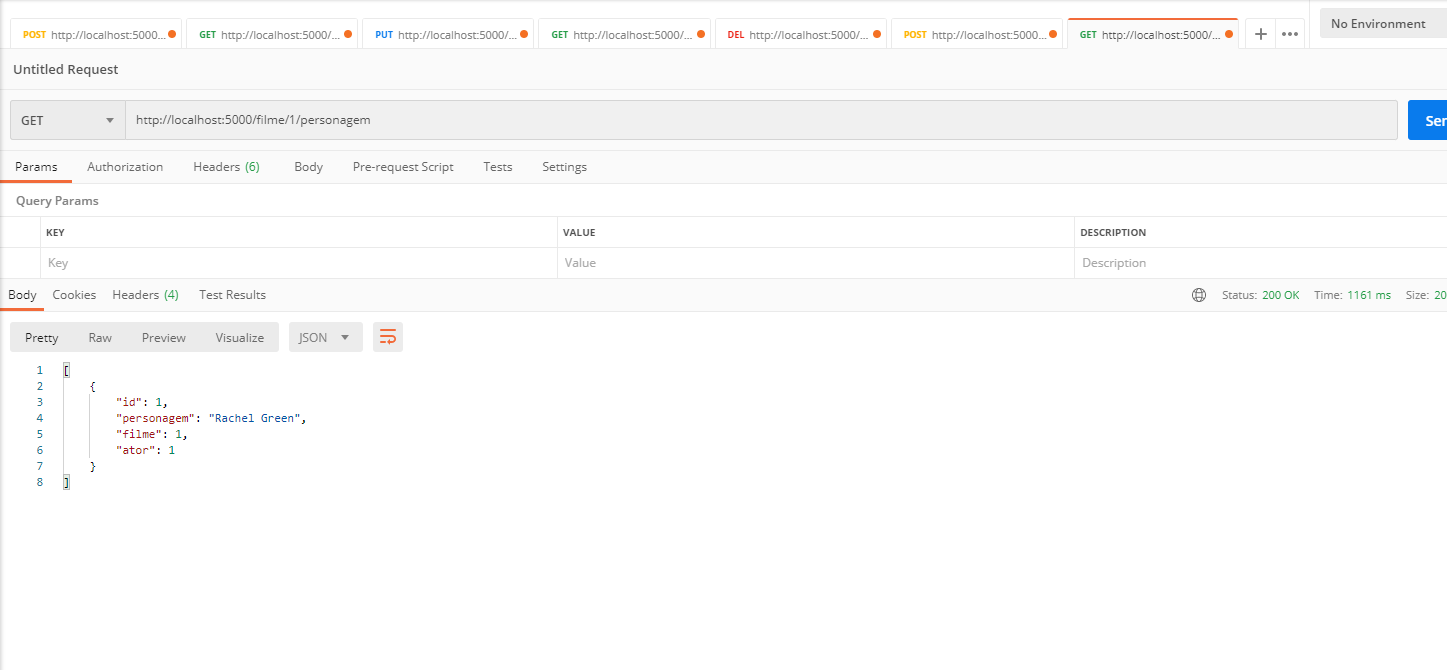 POST http://localhost:5000... GET http://localhost:5000/... PUT http://localhost:5000/... GET http://localhost:5000/... DEL http://localhost:5000/... POST http://localhost:5000... GET http://localhost:5000/... + ••• No Environment
Untitled Request
GET http://localhost:5000/filme/1/personagem Ser
Params Authorization Headers (6) Body Pre-request Script Tests Settings
Query Params
KEY VALUE DESCRIPTION
Key Value Description
Body Cookies Headers (4) Test Results Status: 200 OK Time: 1161 ms Size: 20
Pretty Raw Preview Visualize JSON
1 [
2 {
3 "id": 1,
4 "personagem": "Rachel Green",
5 "filme": 1,
6 "ator": 1
7 }
8 ]